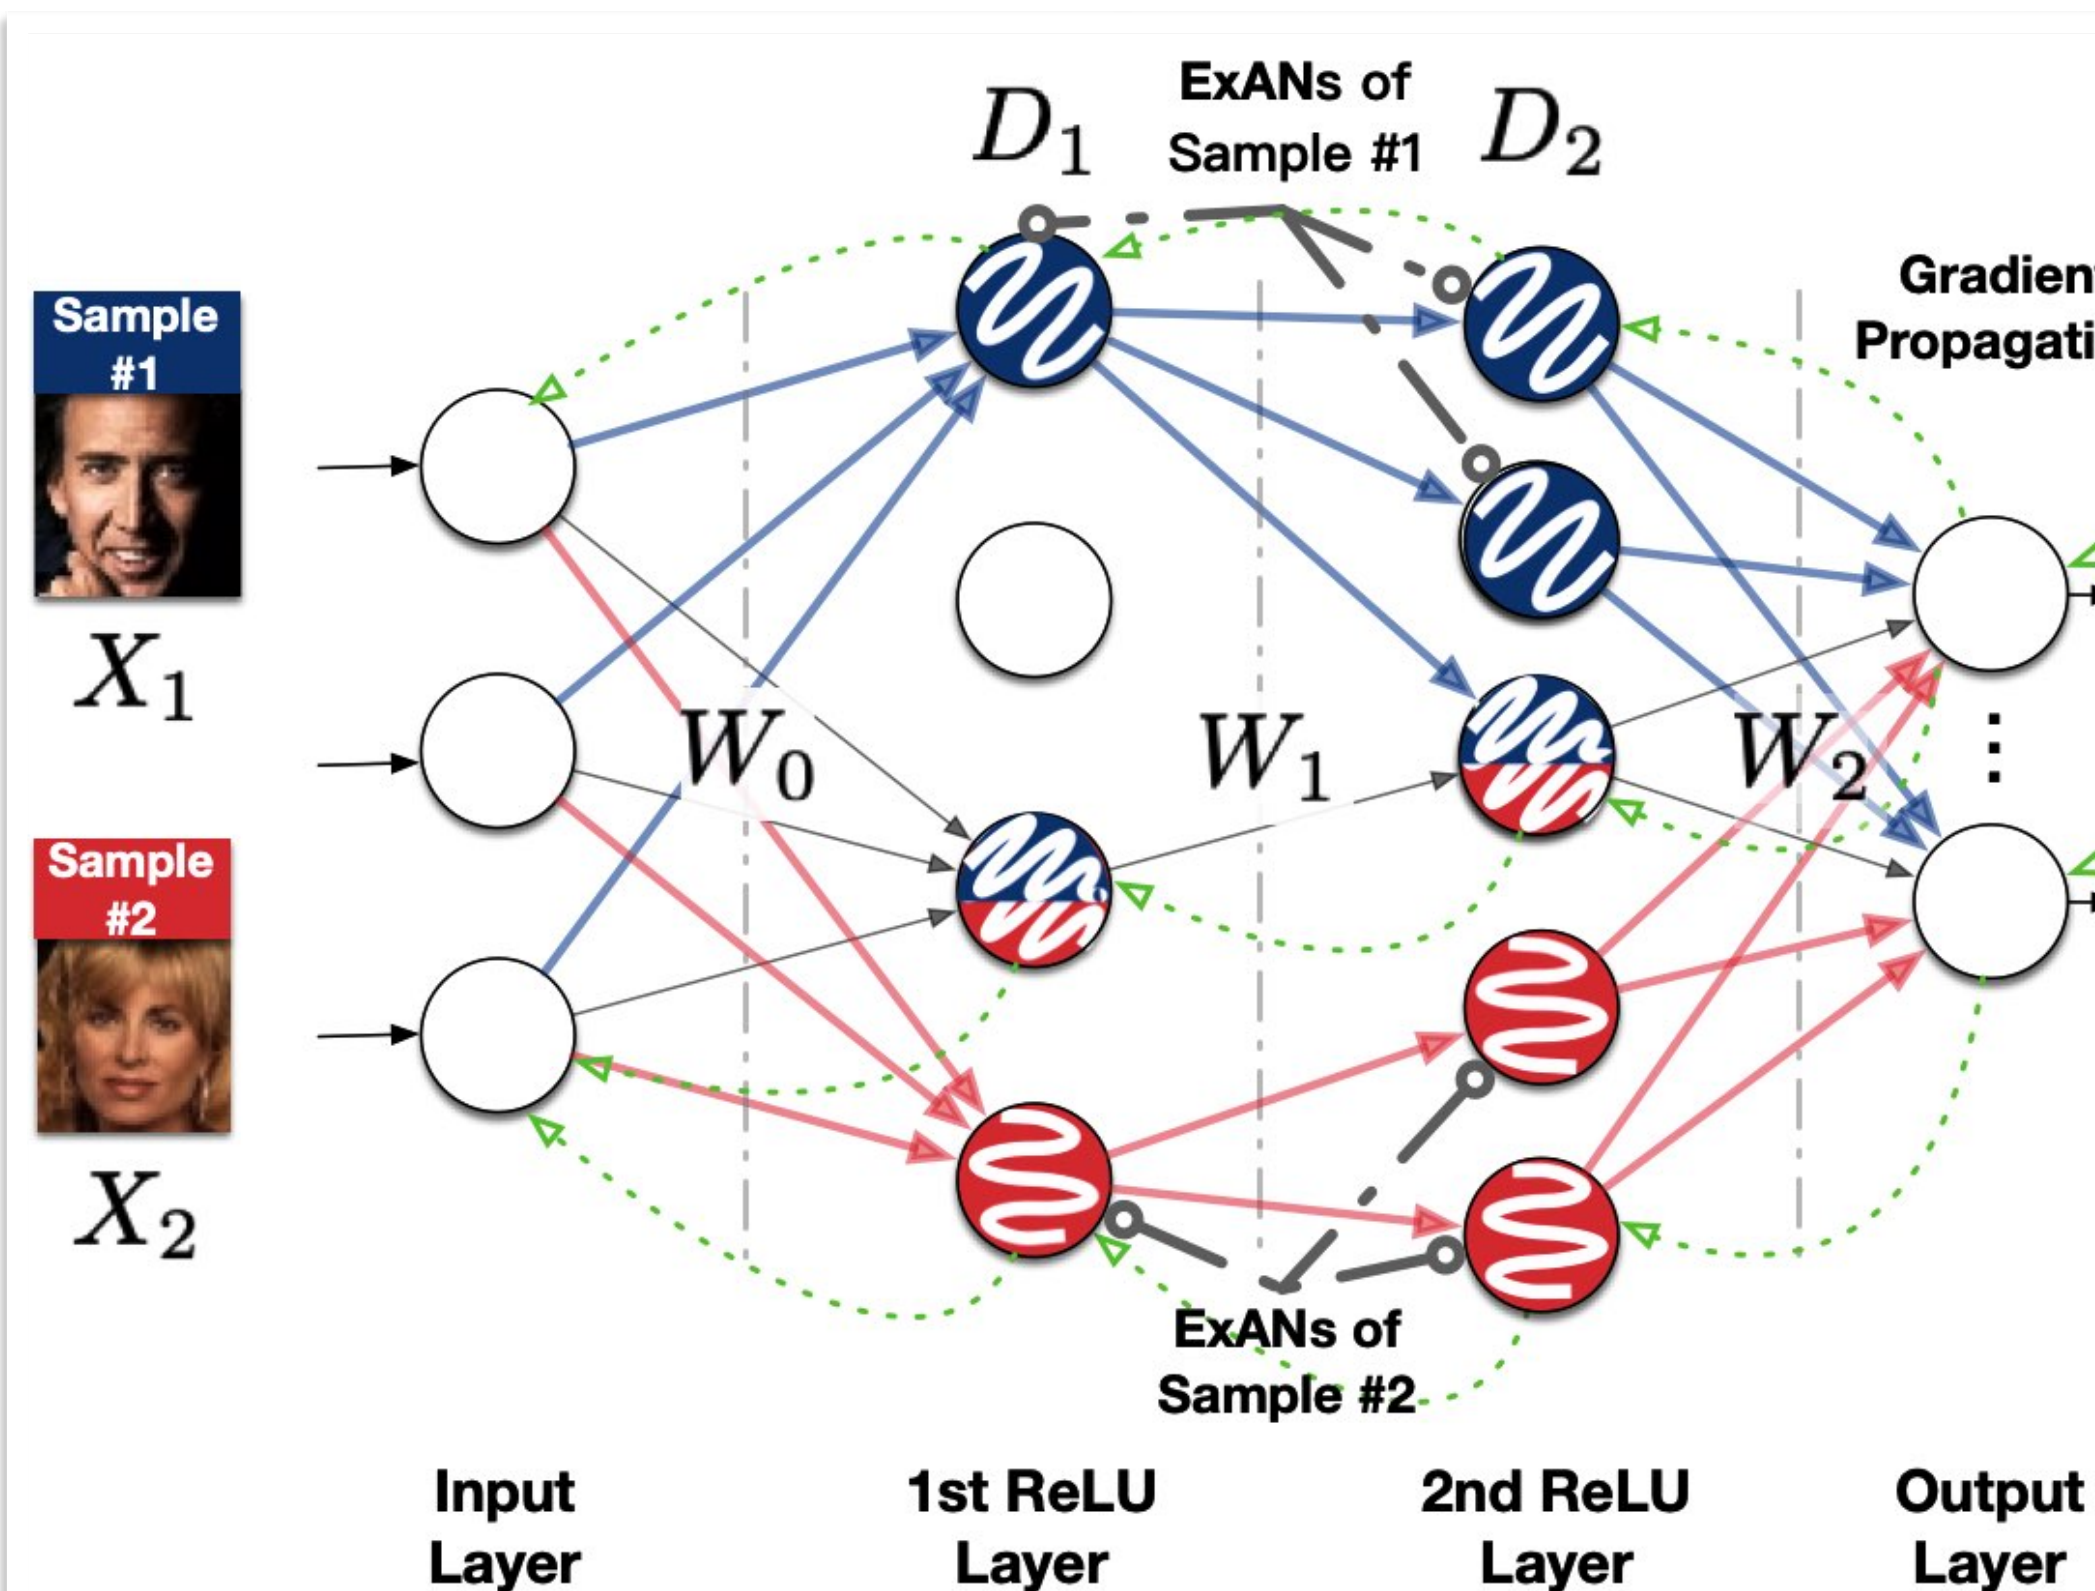 ExANs of
Sample #1
D1
D2
Sample
#1
X1
Gradien
Propagati
W0
W1
W2
Sample
#2
X2
ExANs of
Sample #2
Input
Layer
1st ReLU
Layer
2nd ReLU
Layer
Output
Layer